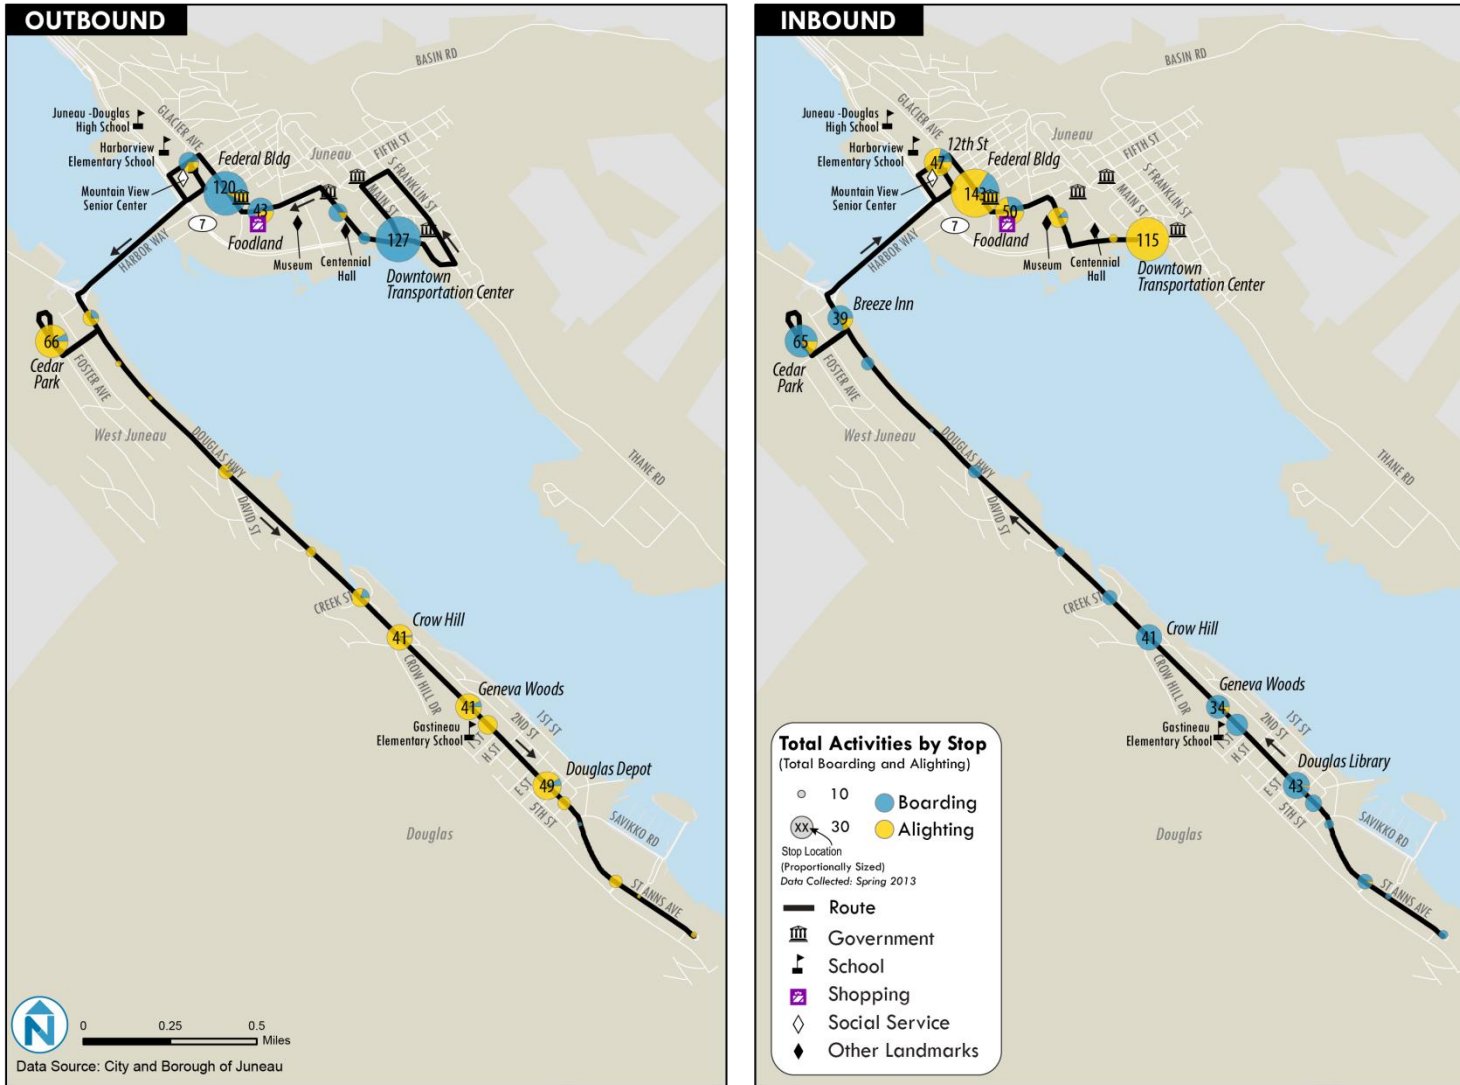 OUTBOUND
BASIN RD
Juneau -Douglas
High School
GLACIER AVE
Harborview
Elementary School
Federal Bldg
Juneau
FIFTH ST
S FRANKLIN ST
MAIN ST
Mountain View
Senior Center
120
43
7
Foodland
127
HARBOR WAY
Museum
Centennial
Hall
Downtown
Transportation Center
66
Cedar
Park
FOSTER AVE
West Juneau
DOUGLAS HWY
THANE RD
DAVID ST
CREEK ST
Crow Hill
41
CROW HILL DR
Geneva Woods
41
Gastineau
Elementary School
2ND ST
1ST ST
H ST
Douglas Depot
49
E ST
5TH ST
SAVIKKO RD
Douglas
ST ANNS AVE
N
0 0.25 0.5
Miles
Data Source: City and Borough of Juneau
INBOUND
BASIN RD
Juneau -Douglas
High School
GLACIER AVE
Harborview
Elementary School
12th St
47
Federal Bldg
Juneau
FIFTH ST
S FRANKLIN ST
MAIN ST
Mountain View
Senior Center
143
50
7
Foodland
115
HARBOR WAY
Museum
Centennial
Hall
Downtown
Transportation Center
Breeze Inn
39
65
Cedar
Park
FOSTER AVE
West Juneau
DOUGLAS HWY
THANE RD
DAVID ST
CREEK ST
Crow Hill
41
CROW HILL DR
Geneva Woods
34
Gastineau
Elementary School
2ND ST
1ST ST
H ST
Douglas Library
43
E ST
5TH ST
SAVIKKO RD
Douglas
ST ANNS AVE
Total Activities by Stop
(Total Boarding and Alighting)
10
XX 30
Boarding
Alighting
Stop Location
(Proportionally Sized)
Data Collected: Spring 2013
Route
Government
School
Shopping
Social Service
Other Landmarks